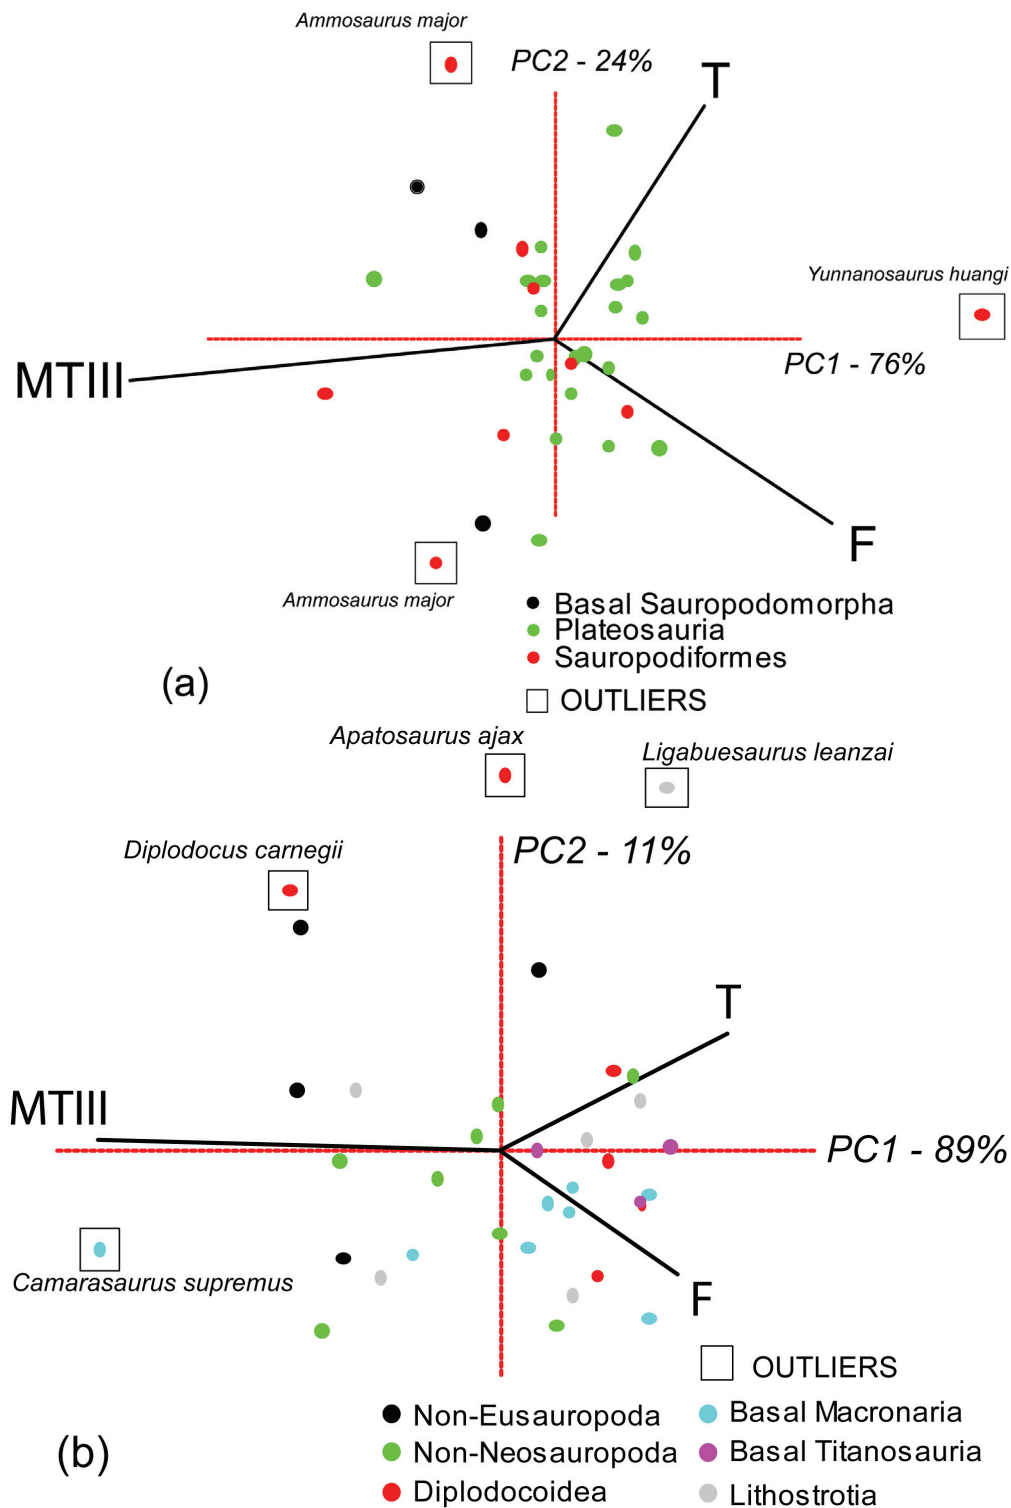 Ammosaurus major
PC2 - 24%
T
Yunnanosaurus huangi
PC1 - 76%
MTIII
F
Ammosaurus major
Basal Sauropodomorpha
Plateosauria
Sauropodiformes
(a)
OUTLIERS
Apatosaurus ajax
Ligabuesaurus leanzai
Diplodocus carnegii
PC2 - 11%
T
MTIII
PC1 - 89%
Camarasaurus supremus
F
OUTLIERS
Non-Eusauropoda
Basal Macronaria
(b)
Non-Neosauropoda
Basal Titanosauria
Diplodocoidea
Lithostrotia